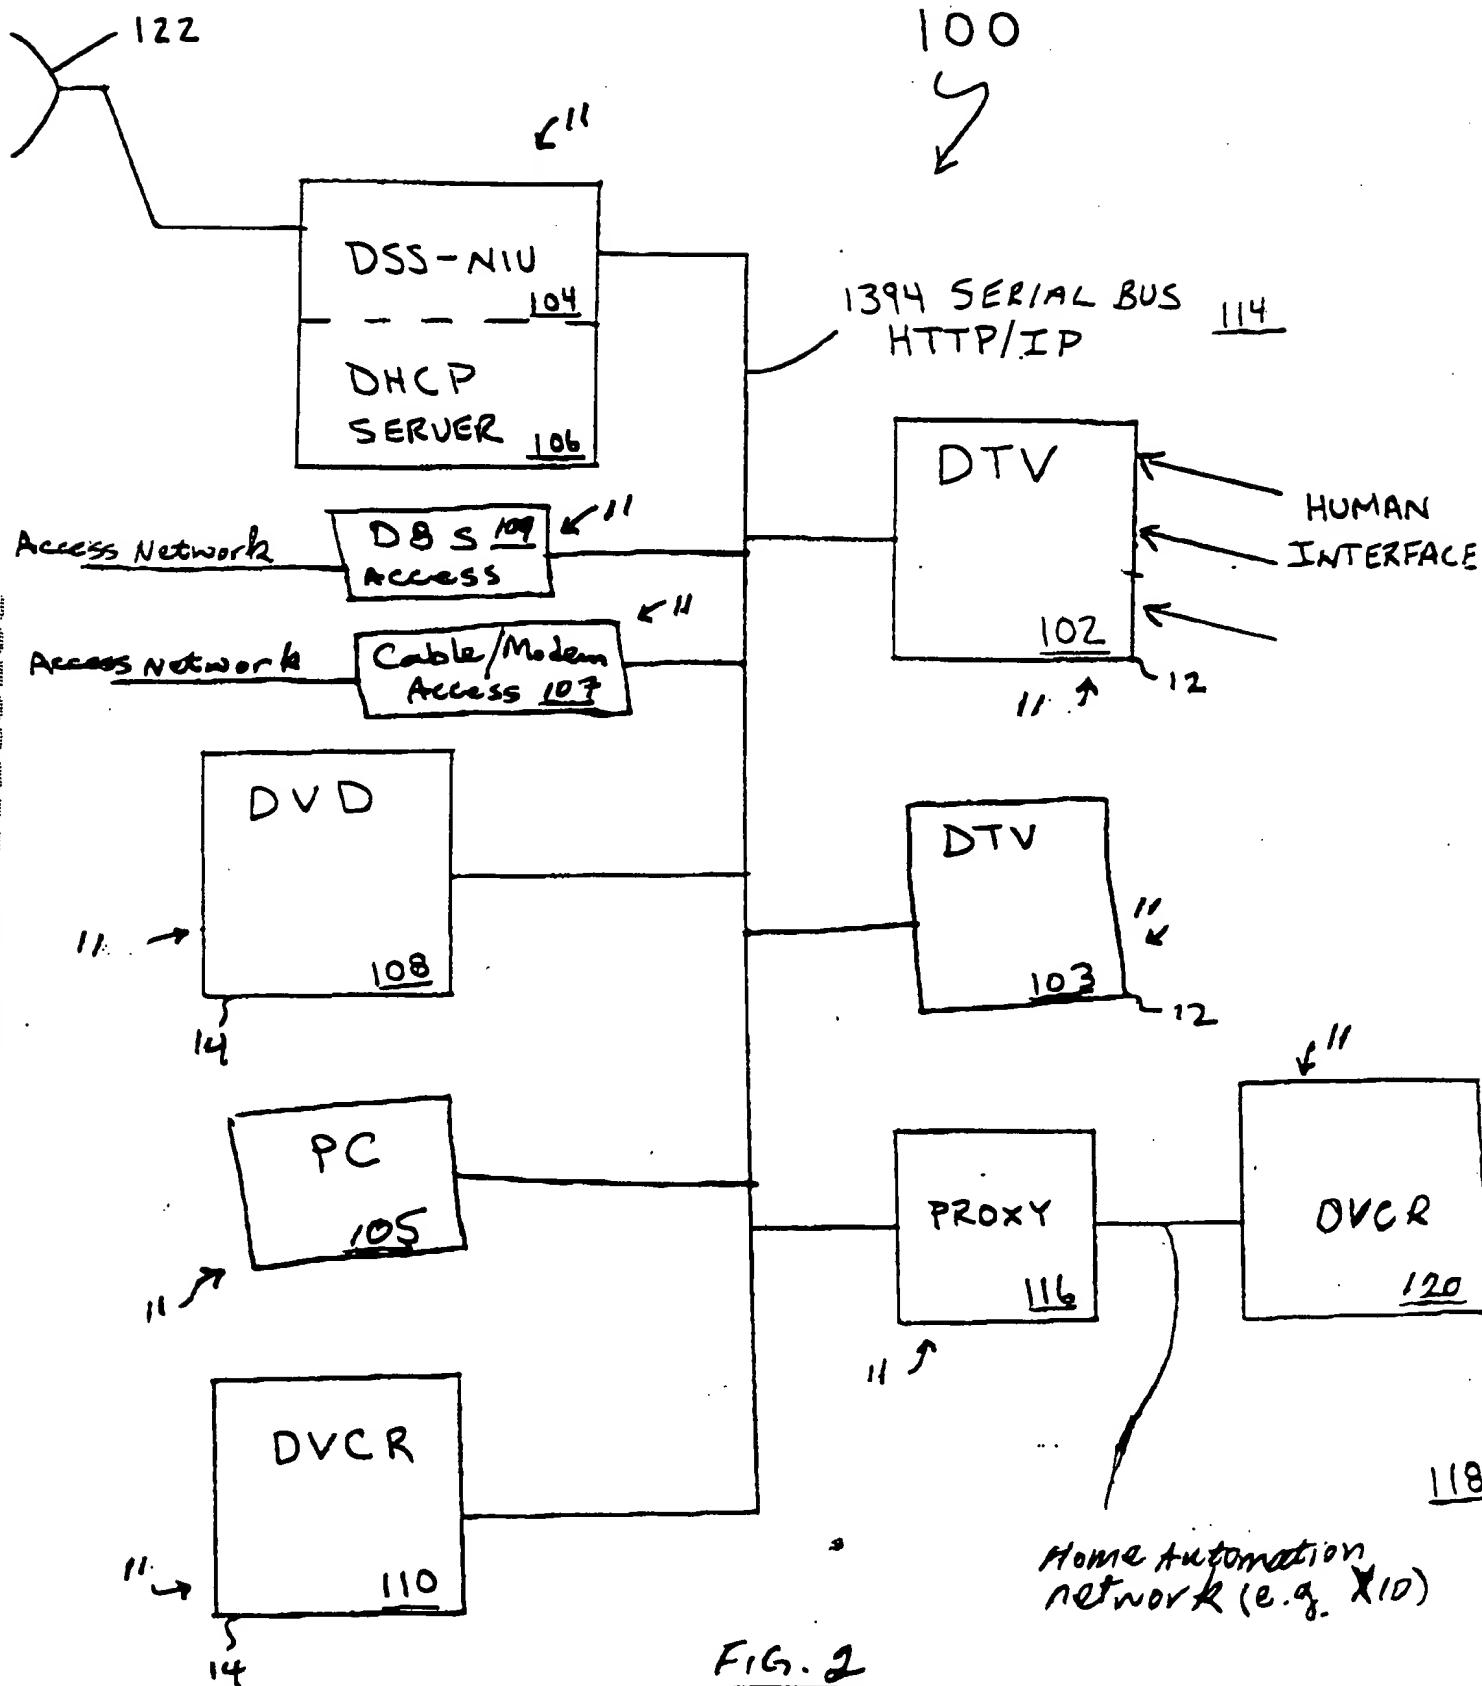 122
100
11
DSS-NIU
104
DHCP
SERVER
106
1394 SERIAL BUS
HTTP/IP
114
DTV
102
HUMAN
INTERFACE
12
11
Access Network
DBS 109
Access
11
Access Network
Cable/Modem
Access 107
11
DVD
108
11
14
DTV
103
11
12
PC
105
11
PROXY
116
11
DVCR
120
11
DVCR
110
11
14
118
Home Automation
network (e.g. X10)
FIG. 2